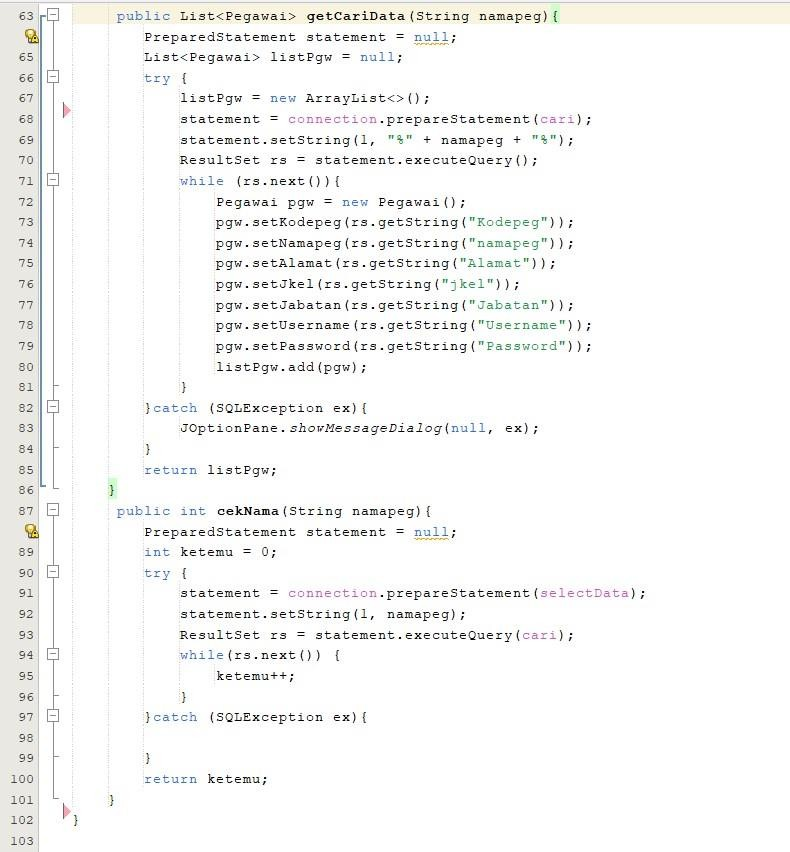 63 public List<Pegawai> getCariData(String namapeg){
PreparedStatement statement = null;
65 List<Pegawai> listPgw = null;
66 try {
67 listPgw = new ArrayList<>();
68 statement = connection.prepareStatement(cari);
69 statement.setString(1, "%" + namapeg + "%");
70 ResultSet rs = statement.executeQuery();
71 while (rs.next()){
72 Pegawai pgw = new Pegawai();
73 pgw.setKodepeg(rs.getString("Kodepeg"));
74 pgw.setNamapeg(rs.getString("namapeg"));
75 pgw.setAlamat(rs.getString("Alamat"));
76 pgw.setJkel(rs.getString("jkel"));
77 pgw.setJabatan(rs.getString("Jabatan"));
78 pgw.setUsername(rs.getString("Username"));
79 pgw.setPassword(rs.getString("Password"));
80 listPgw.add(pgw);
81 }
82 }catch (SQLException ex){
83 JOptionPane.showMessageDialog(null, ex);
84 }
85 return listPgw;
86 }
87 public int cekNama(String namapeg){
PreparedStatement statement = null;
89 int ketemu = 0;
90 try {
91 statement = connection.prepareStatement(selectData);
92 statement.setString(1, namapeg);
93 ResultSet rs = statement.executeQuery(cari);
94 while(rs.next()) {
95 ketemu++;
96 }
97 }catch (SQLException ex){
98
99 }
100 return ketemu;
101 }
102 }
103